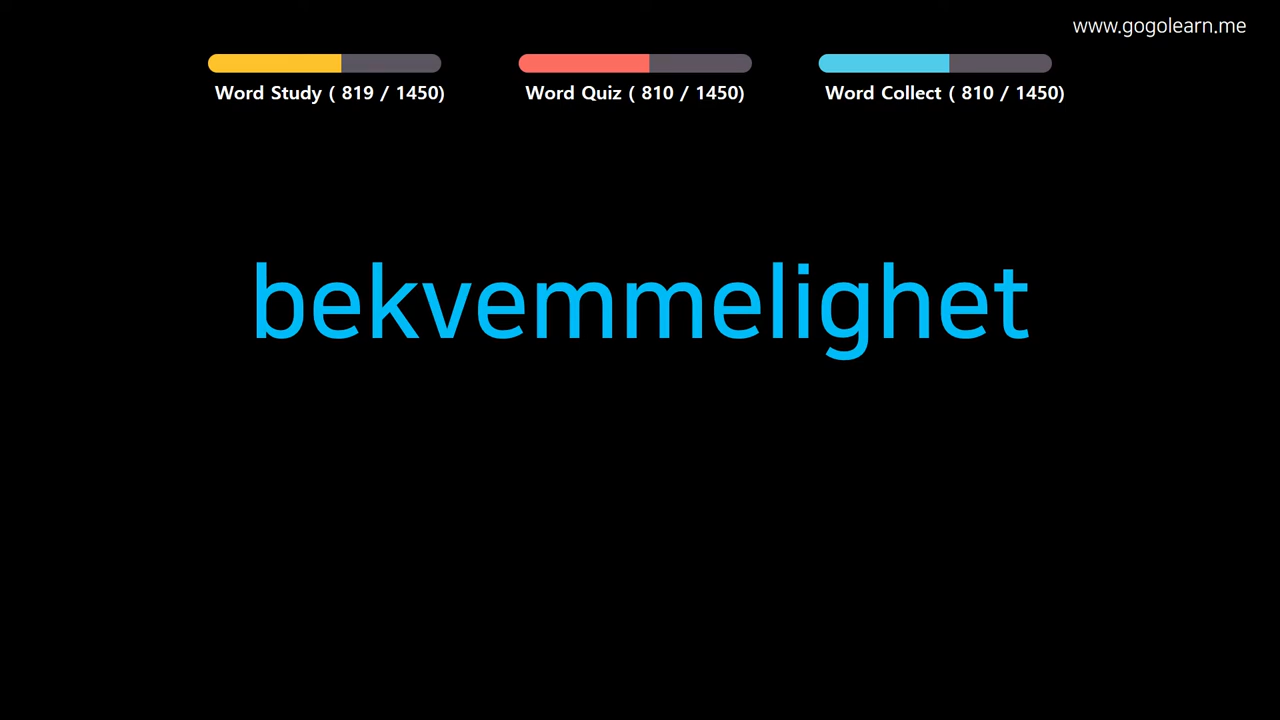 www.gogolearn.me
Word Study ( 819 / 1450)
Word Quiz ( 810 / 1450)
Word Collect ( 810 / 1450)
bekvemmelighet